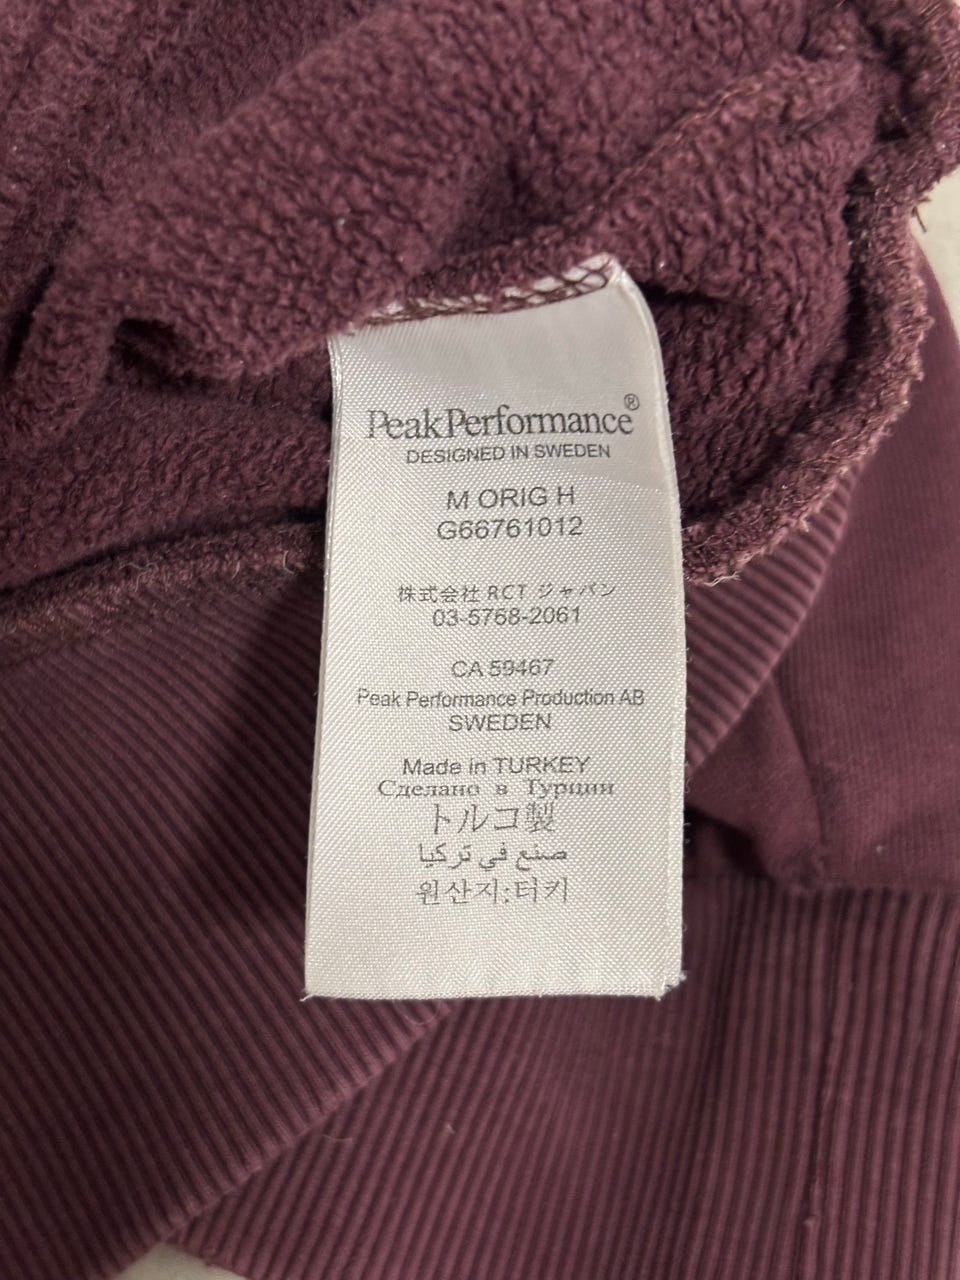 PeakPerformance®
DESIGNED IN SWEDEN
M ORIG H
G66761012
株式会社 RCT ジャパン
03-5768-2061
CA 59467
Peak Performance Production AB
SWEDEN
Made in TURKEY
Сделано в Турции
トルコ製
صنع في تركيا
원산지:터키